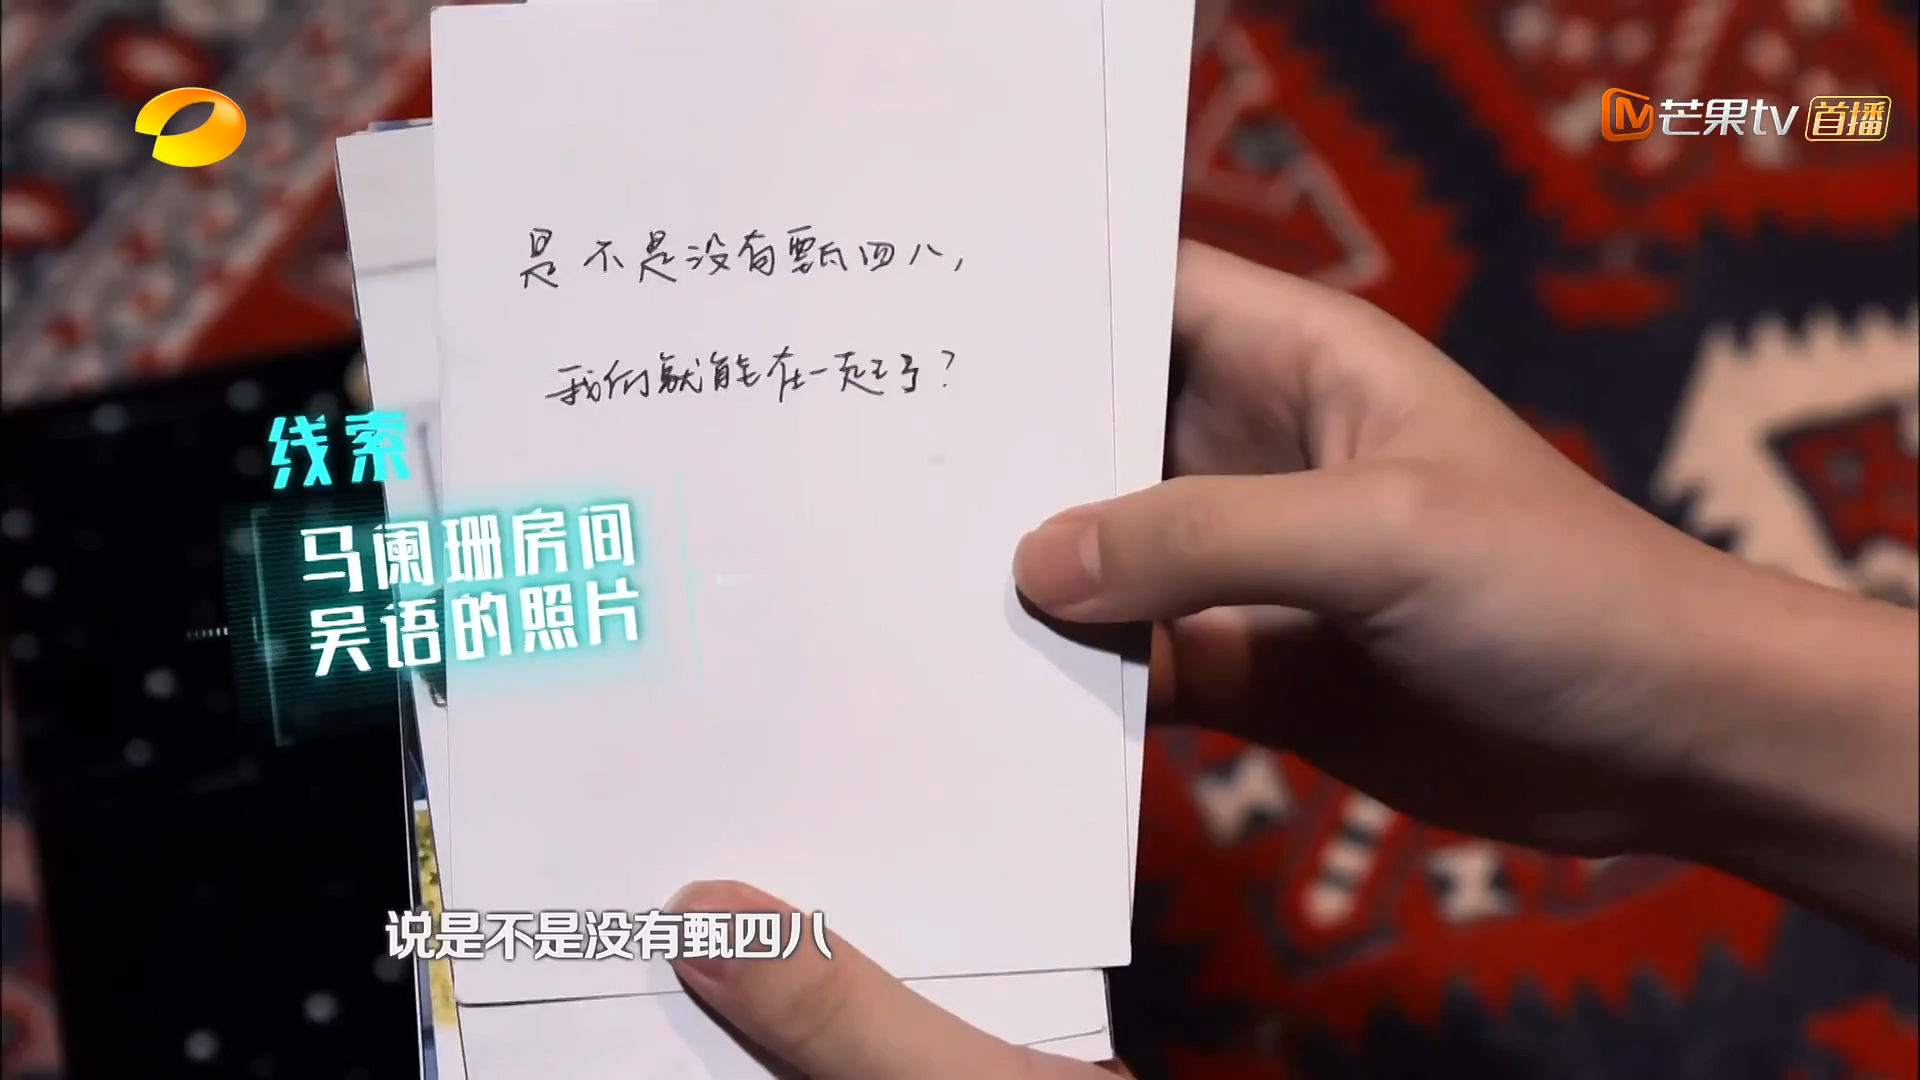 芒果tv 首播
是不是没有甄四八,
我们就能在一起了?
线索
马阑珊房间
吴语的照片
说是不是没有甄四八